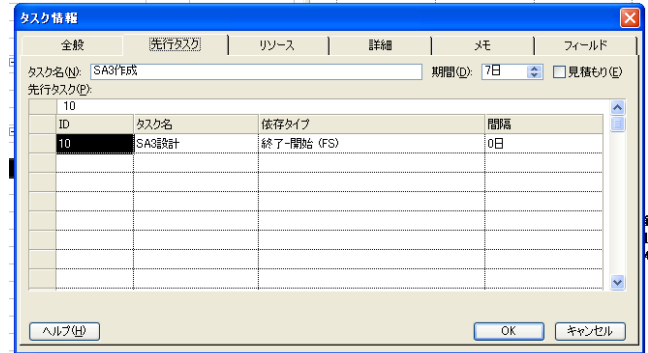 タスク情報
全般 先行タスク リソース 詳細 メモ フィールド
タスク名(N): SA3作成 期間(D): 7日 見積もり(E)
先行タスク(P):
10
ID タスク名 依存タイプ 間隔
10 SA3設計 終了-開始 (FS) 0日
ヘルプ(H) OK キャンセル